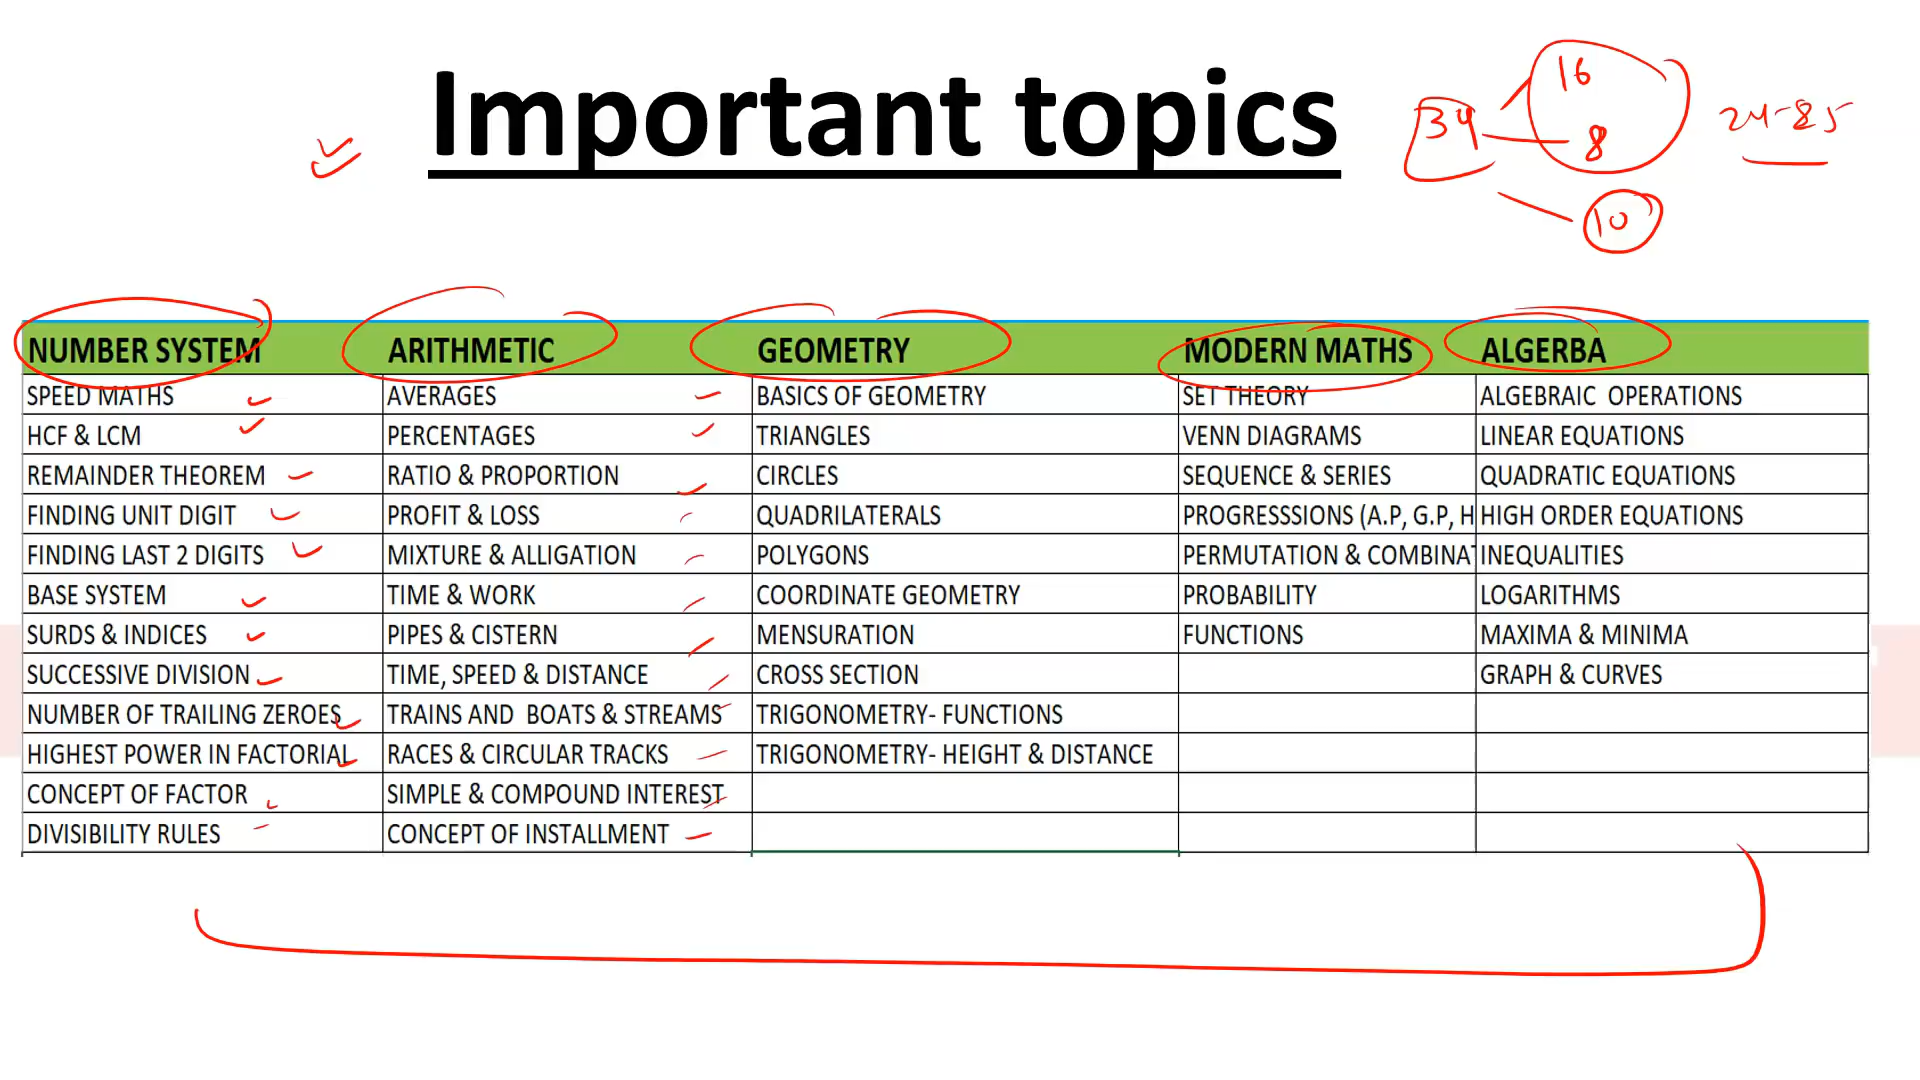 Important topics
34
16
8
10
24-85
NUMBER SYSTEM ARITHMETIC GEOMETRY MODERN MATHS ALGERBA
SPEED MATHS AVERAGES BASICS OF GEOMETRY SET THEORY ALGEBRAIC OPERATIONS
HCF & LCM PERCENTAGES TRIANGLES VENN DIAGRAMS LINEAR EQUATIONS
REMAINDER THEOREM RATIO & PROPORTION CIRCLES SEQUENCE & SERIES QUADRATIC EQUATIONS
FINDING UNIT DIGIT PROFIT & LOSS QUADRILATERALS PROGRESSSIONS (A.P, G.P, H HIGH ORDER EQUATIONS
FINDING LAST 2 DIGITS MIXTURE & ALLIGATION POLYGONS PERMUTATION & COMBINAT INEQUALITIES
BASE SYSTEM TIME & WORK COORDINATE GEOMETRY PROBABILITY LOGARITHMS
SURDS & INDICES PIPES & CISTERN MENSURATION FUNCTIONS MAXIMA & MINIMA
SUCCESSIVE DIVISION TIME, SPEED & DISTANCE CROSS SECTION GRAPH & CURVES
NUMBER OF TRAILING ZEROES TRAINS AND BOATS & STREAMS TRIGONOMETRY- FUNCTIONS
HIGHEST POWER IN FACTORIAL RACES & CIRCULAR TRACKS TRIGONOMETRY- HEIGHT & DISTANCE
CONCEPT OF FACTOR SIMPLE & COMPOUND INTEREST
DIVISIBILITY RULES CONCEPT OF INSTALLMENT